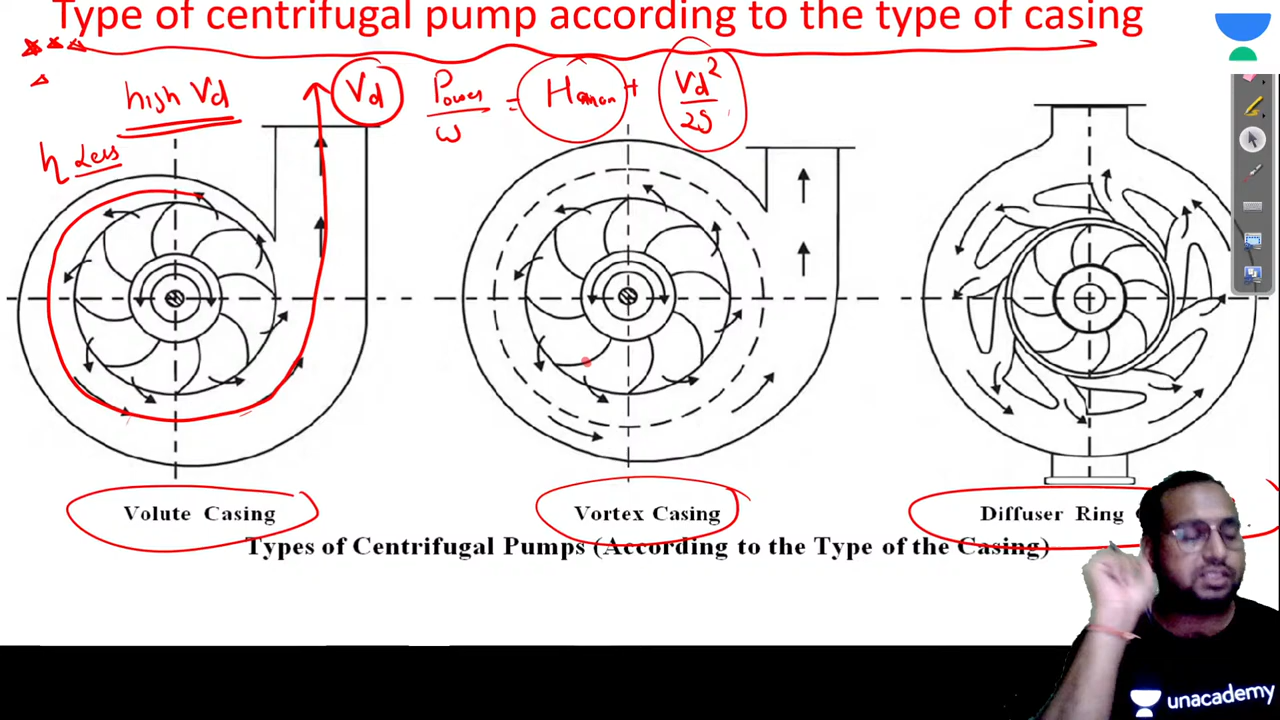 Type of centrifugal pump according to the type of casing
high Vd
Vd
Power/w = Hmano + Vd²/2g
η Less
Volute Casing
Vortex Casing
Diffuser Ring
Types of Centrifugal Pumps (According to the Type of the Casing)
unacademy